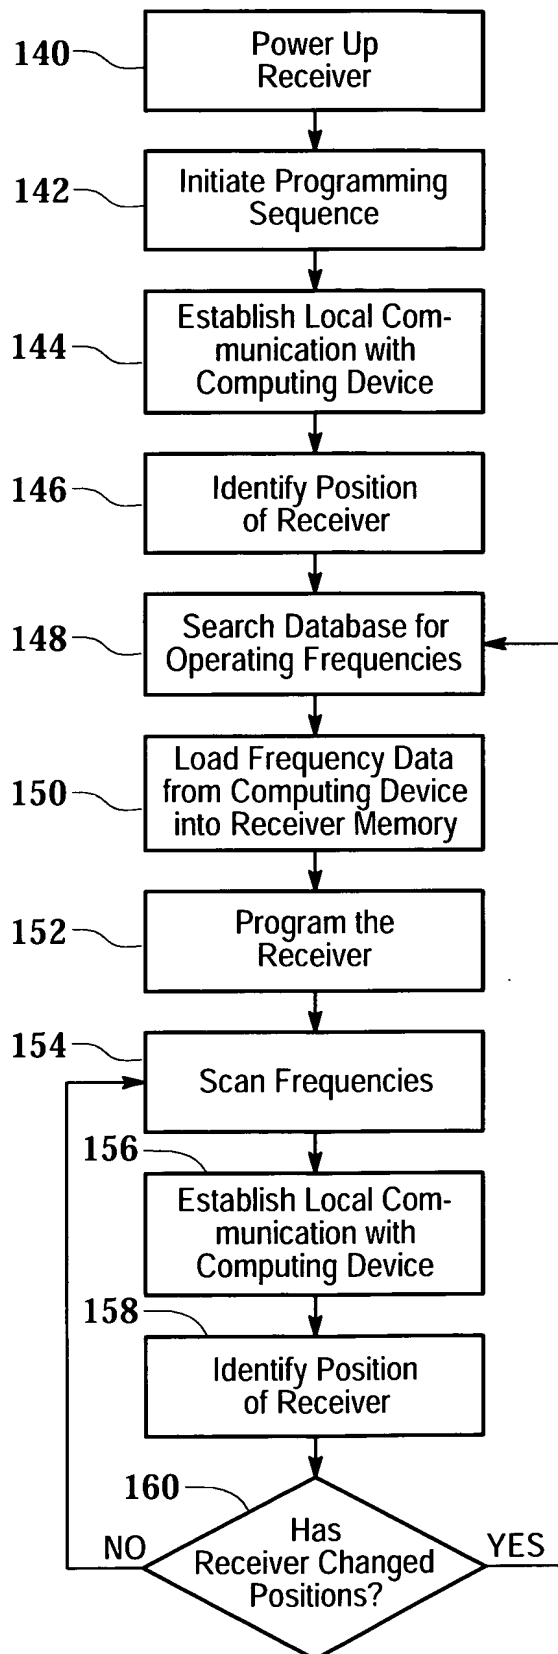 140
Power Up
Receiver
142
Initiate Programming
Sequence
144
Establish Local Com-
munication with
Computing Device
146
Identify Position
of Receiver
148
Search Database for
Operating Frequencies
150
Load Frequency Data
from Computing Device
into Receiver Memory
152
Program the
Receiver
154
Scan Frequencies
156
Establish Local Com-
munication with
Computing Device
158
Identify Position
of Receiver
160
Has
Receiver Changed
Positions?
NO
YES